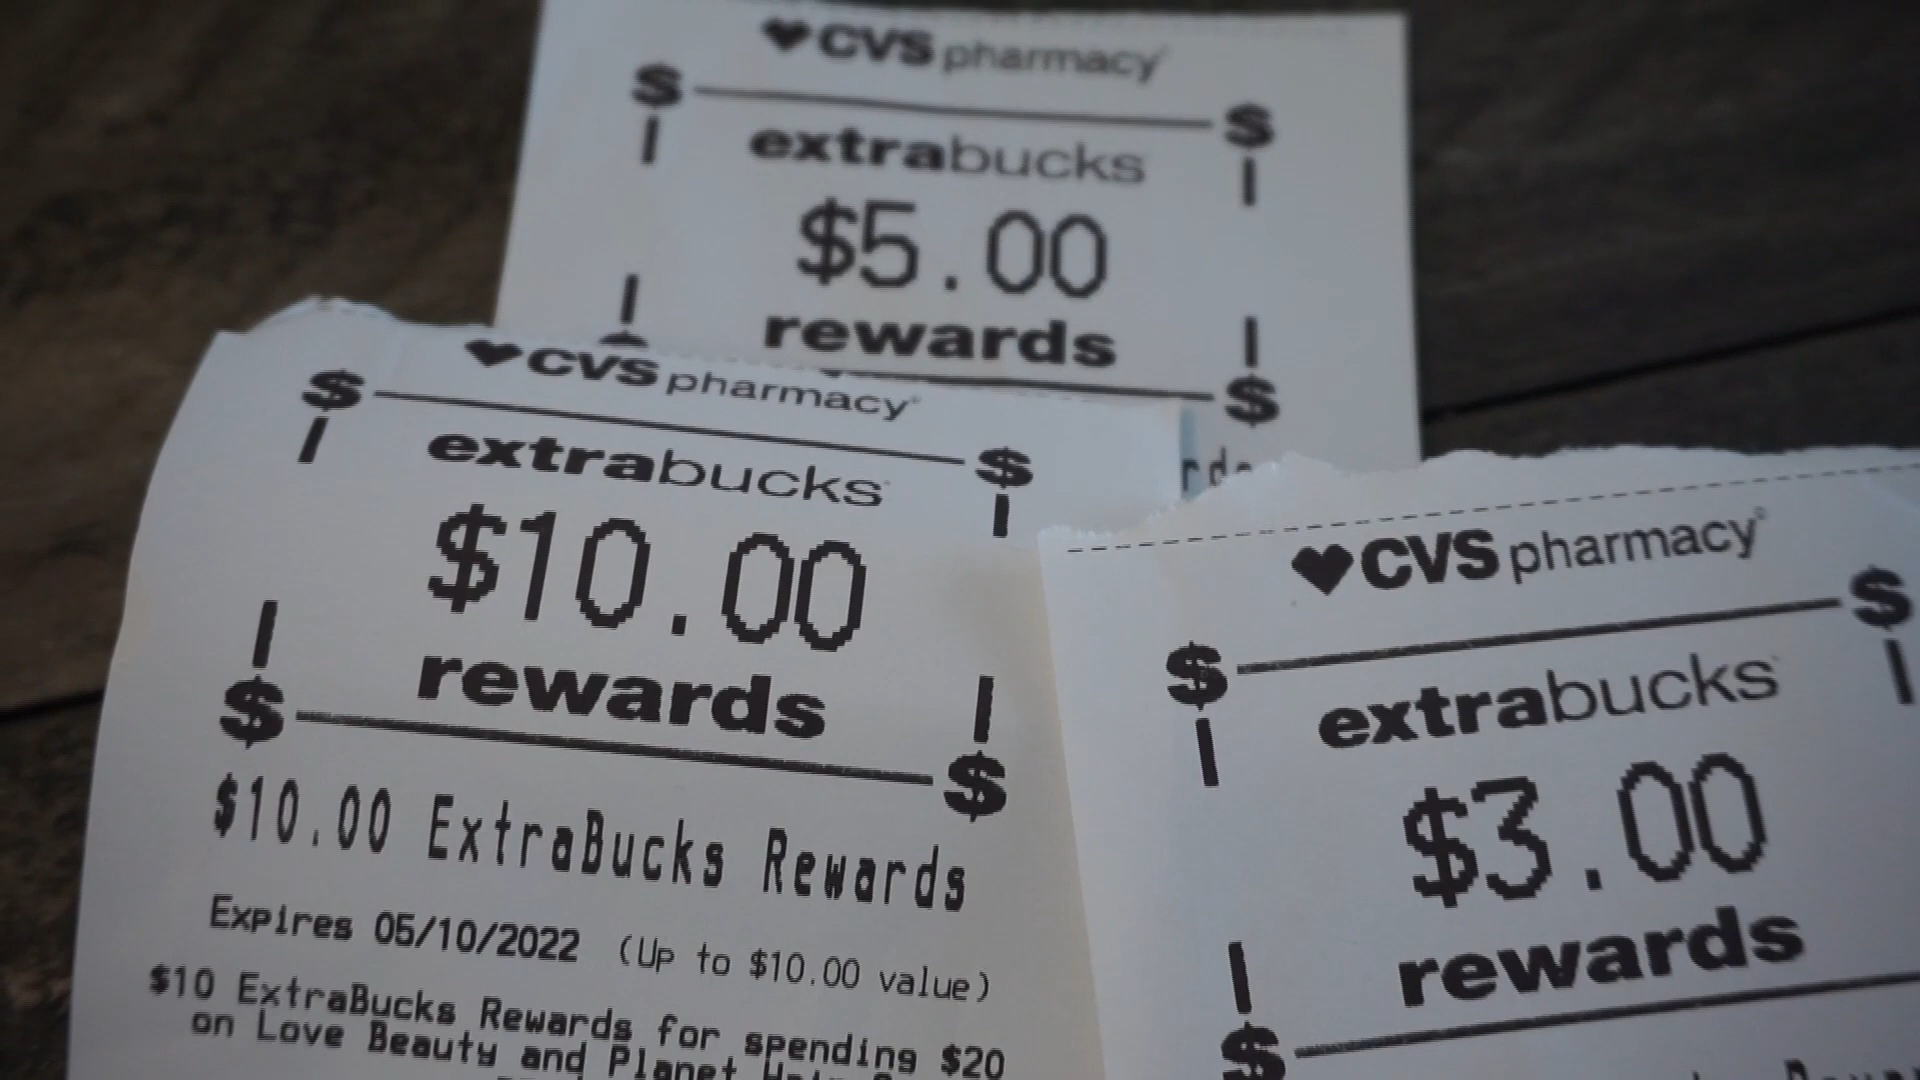 CVS pharmacy
$ $
extrabucks
$5.00
rewards
$
CVS pharmacy
$ $
extrabucks
$10.00
rewards
$ $
$10.00 ExtraBucks Rewards
Expires 05/10/2022 (Up to $10.00 value)
$10 ExtraBucks Rewards for spending $20
on Love Beauty and Planet
CVS pharmacy
$ $
extrabucks
$3.00
rewards
$